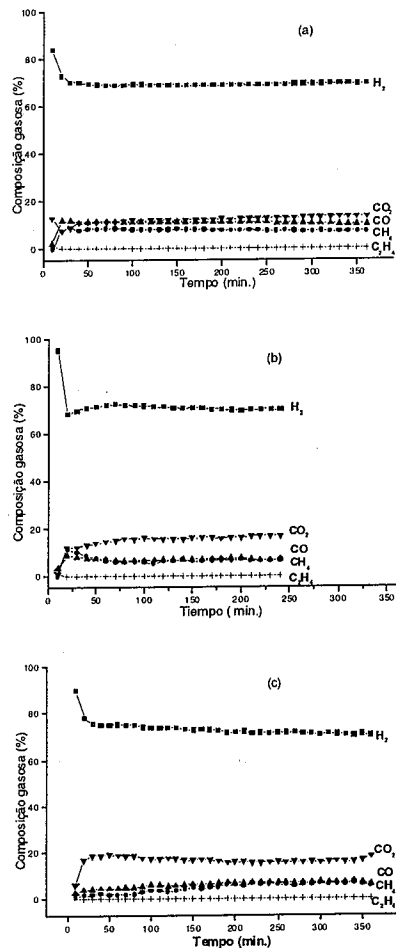 (a)
Composição gasosa (%)
100
80
60
40
20
0
H₂
CO₂
CO
CH₄
C₂H₄
0 50 100 150 200 250 300 350
Tempo (min.)
(b)
Composição gasosa (%)
100
80
60
40
20
0
H₂
CO₂
CO
CH₄
C₂H₄
0 50 100 150 200 250 300 350
Tiempo ( min.)
(c)
Composição gasosa (%)
100
80
60
40
20
0
H₂
CO₂
CO
CH₄
C₂H₄
0 50 100 150 200 250 300 350
Tempo (min.)